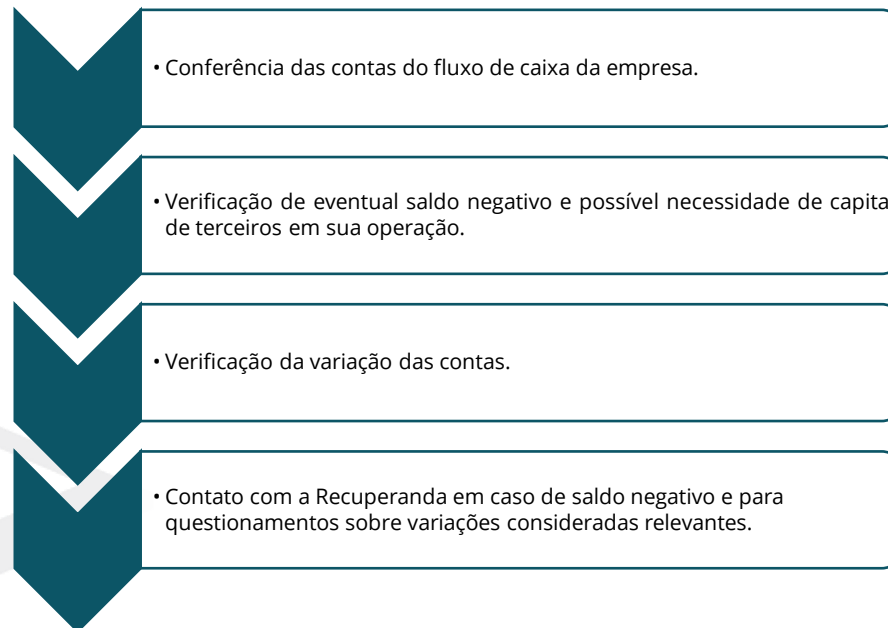 • Conferência das contas do fluxo de caixa da empresa.
• Verificação de eventual saldo negativo e possível necessidade de capita
de terceiros em sua operação.
• Verificação da variação das contas.
• Contato com a Recuperanda em caso de saldo negativo e para
questionamentos sobre variações consideradas relevantes.